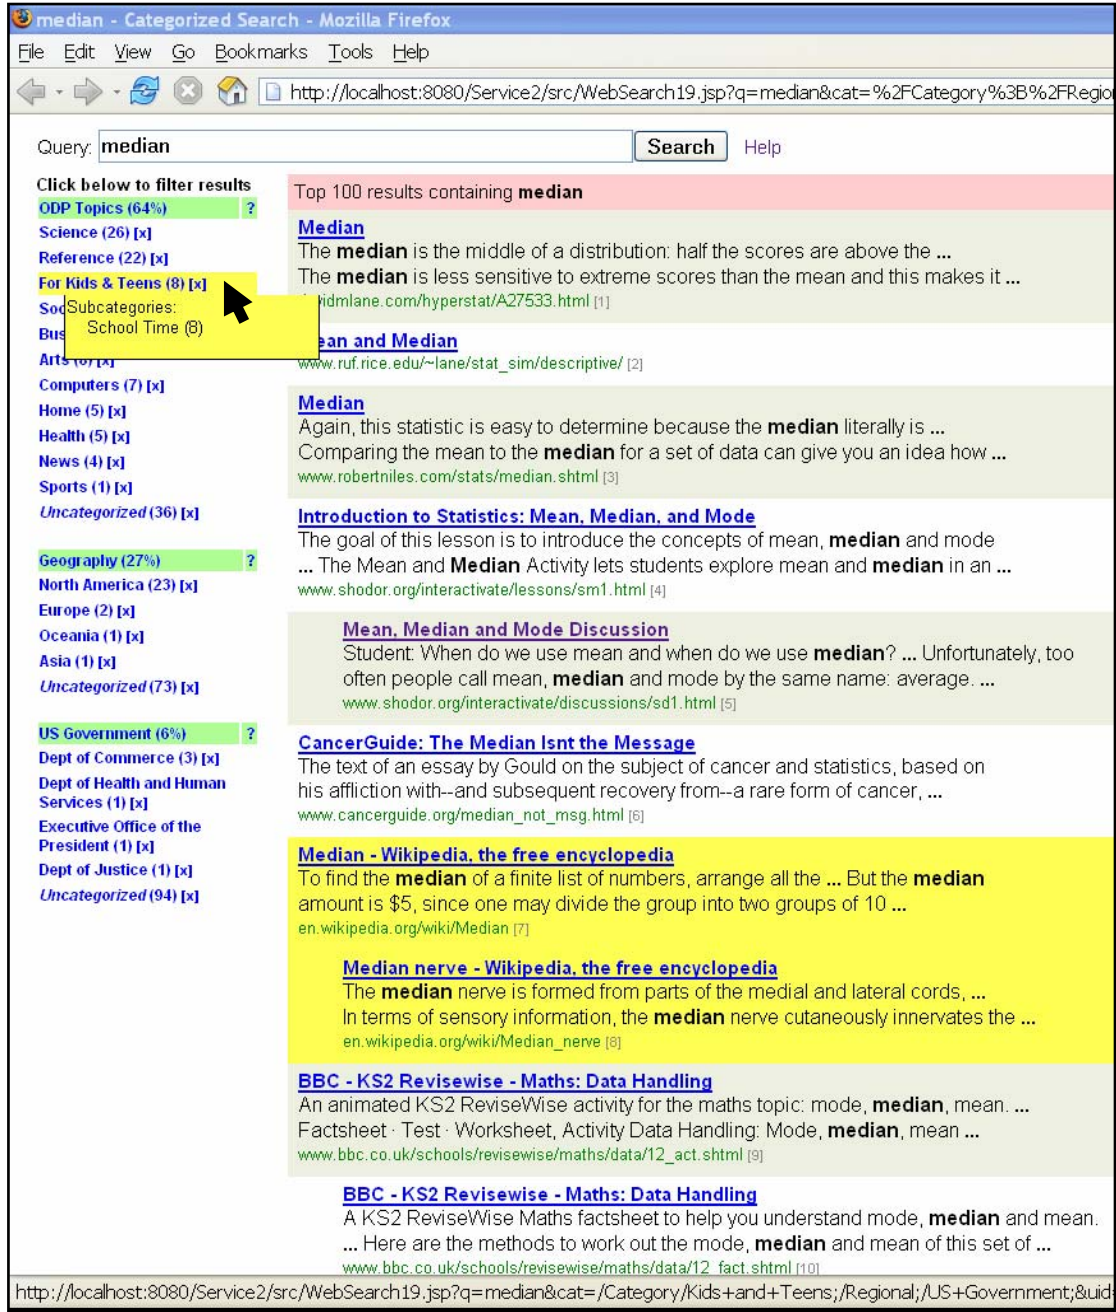 median - Categorized Search - Mozilla Firefox
File Edit View Go Bookmarks Tools Help
http://localhost:8080/Service2/src/WebSearch19.jsp?q=median&cat=%2FCategory%3B%2FRegio
Query: median Search Help
Click below to filter results
ODP Topics (64%) ?
Science (26) [x]
Reference (22) [x]
For Kids & Teens (8) [x]
Subcategories:
School Time (8)
Soc
Bus
Arts (6) [x]
Computers (7) [x]
Home (5) [x]
Health (5) [x]
News (4) [x]
Sports (1) [x]
Uncategorized (36) [x]
Geography (27%) ?
North America (23) [x]
Europe (2) [x]
Oceania (1) [x]
Asia (1) [x]
Uncategorized (73) [x]
US Government (6%) ?
Dept of Commerce (3) [x]
Dept of Health and Human
Services (1) [x]
Executive Office of the
President (1) [x]
Dept of Justice (1) [x]
Uncategorized (94) [x]
Top 100 results containing median
Median
The median is the middle of a distribution: half the scores are above the ...
The median is less sensitive to extreme scores than the mean and this makes it ...
vidmlane.com/hyperstat/A27533.html [1]
ean and Median
www.ruf.rice.edu/~lane/stat_sim/descriptive/ [2]
Median
Again, this statistic is easy to determine because the median literally is ...
Comparing the mean to the median for a set of data can give you an idea how ...
www.robertniles.com/stats/median.shtml [3]
Introduction to Statistics: Mean, Median, and Mode
The goal of this lesson is to introduce the concepts of mean, median and mode
... The Mean and Median Activity lets students explore mean and median in an ...
www.shodor.org/interactivate/lessons/sm1.html [4]
Mean, Median and Mode Discussion
Student: When do we use mean and when do we use median? ... Unfortunately, too
often people call mean, median and mode by the same name: average. ...
www.shodor.org/interactivate/discussions/sd1.html [5]
CancerGuide: The Median Isnt the Message
The text of an essay by Gould on the subject of cancer and statistics, based on
his affliction with--and subsequent recovery from--a rare form of cancer, ...
www.cancerguide.org/median_not_msg.html [6]
Median - Wikipedia, the free encyclopedia
To find the median of a finite list of numbers, arrange all the ... But the median
amount is $5, since one may divide the group into two groups of 10 ...
en.wikipedia.org/wiki/Median [7]
Median nerve - Wikipedia, the free encyclopedia
The median nerve is formed from parts of the medial and lateral cords, ...
In terms of sensory information, the median nerve cutaneously innervates the ...
en.wikipedia.org/wiki/Median_nerve [8]
BBC - KS2 Revisewise - Maths: Data Handling
An animated KS2 ReviseWise activity for the maths topic: mode, median, mean. ...
Factsheet · Test · Worksheet, Activity Data Handling: Mode, median, mean ...
www.bbc.co.uk/schools/revisewise/maths/data/12_act.shtml [9]
BBC - KS2 Revisewise - Maths: Data Handling
A KS2 ReviseWise Maths factsheet to help you understand mode, median and mean.
... Here are the methods to work out the mode, median and mean of this set of ...
www.bbc.co.uk/schools/revisewise/maths/data/12_fact.shtml [10]
http://localhost:8080/Service2/src/WebSearch19.jsp?q=median&cat=/Category/Kids+and+Teens;/Regional;/US+Government;&uid